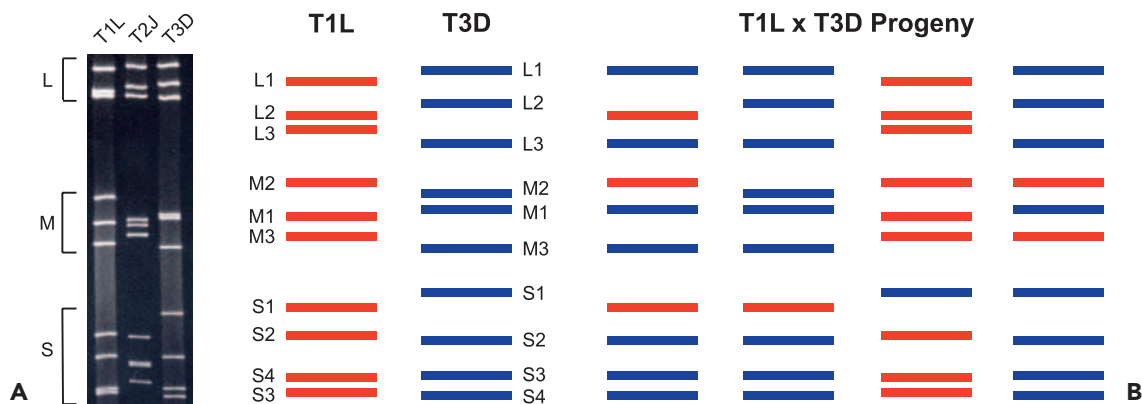 T1L T2J T3D
L
M
S
A
T1L T3D T1L x T3D Progeny
L1
L2
L3
M2
M1
M3
S1
S2
S4
S3
L1
L2
L3
M2
M1
M3
S1
S2
S3
S4
B